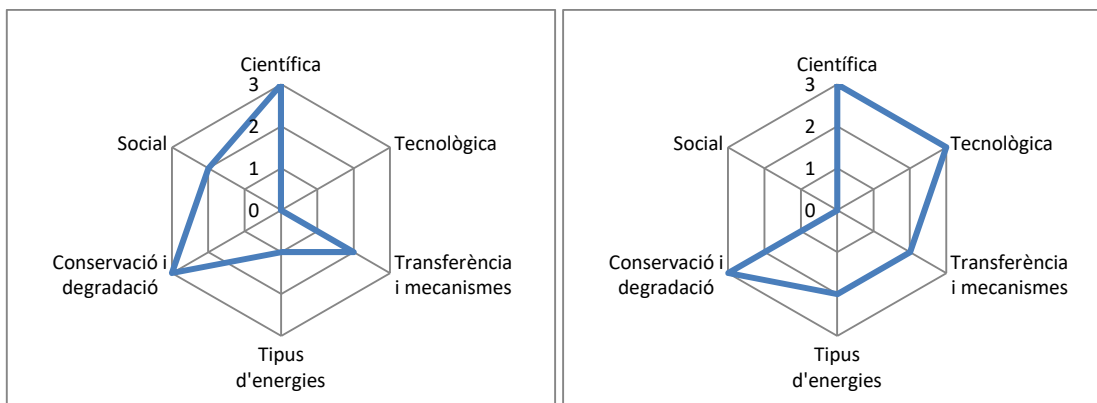 Científica
3
2
1
0
Social
Tecnològica
Conservació i
degradació
Transferència
i mecanismes
Tipus
d'energies
Científica
3
2
1
0
Social
Tecnològica
Conservació i
degradació
Transferència
i mecanismes
Tipus
d'energies